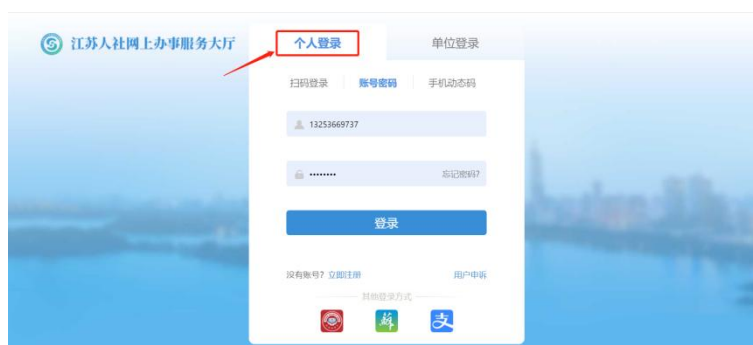 江苏人社网上办事服务大厅
个人登录 单位登录
扫码登录 账号密码 手机动态码
13253669737
•••••••• 忘记密码?
登录
没有账号? 立即注册 用户申诉
其他登录方式
苏 支